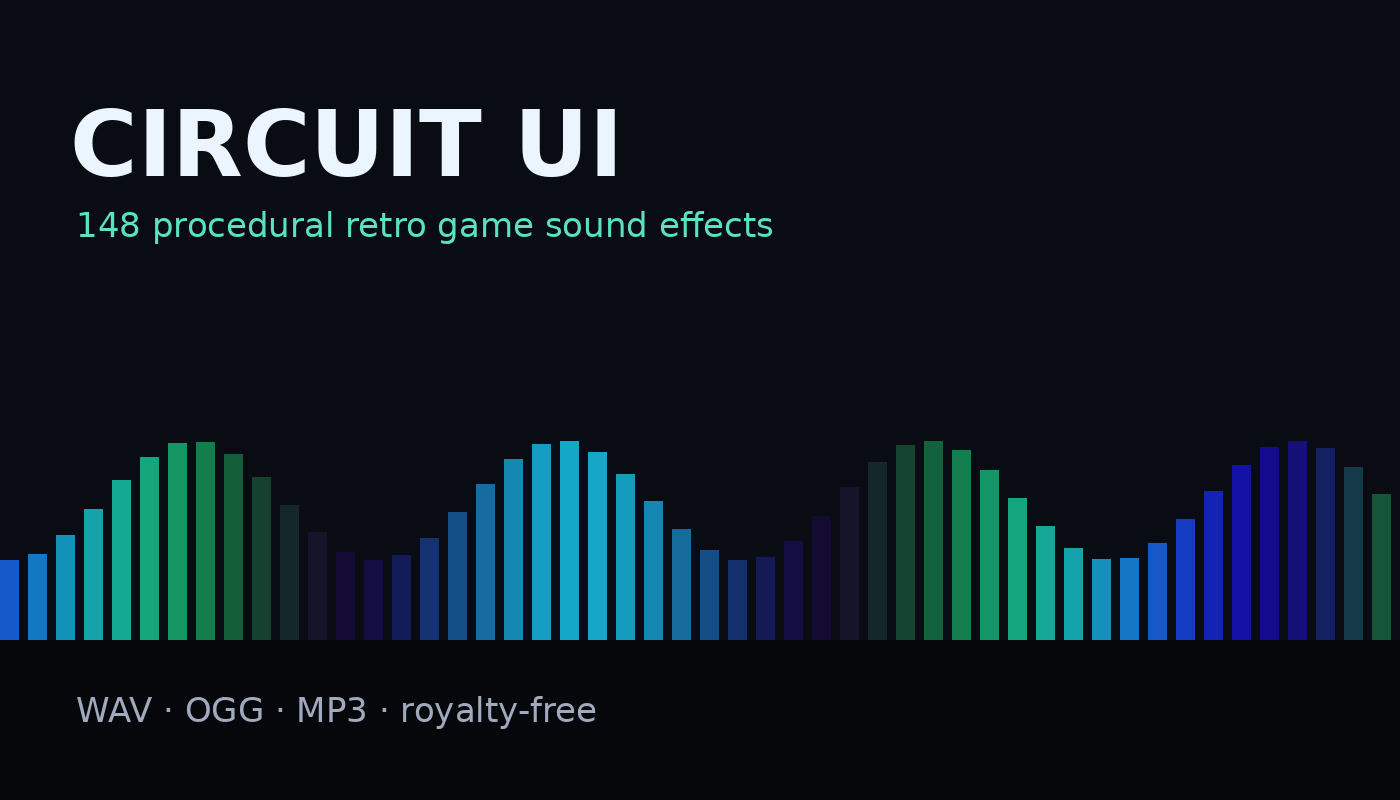 CIRCUIT UI
148 procedural retro game sound effects
WAV · OGG · MP3 · royalty-free